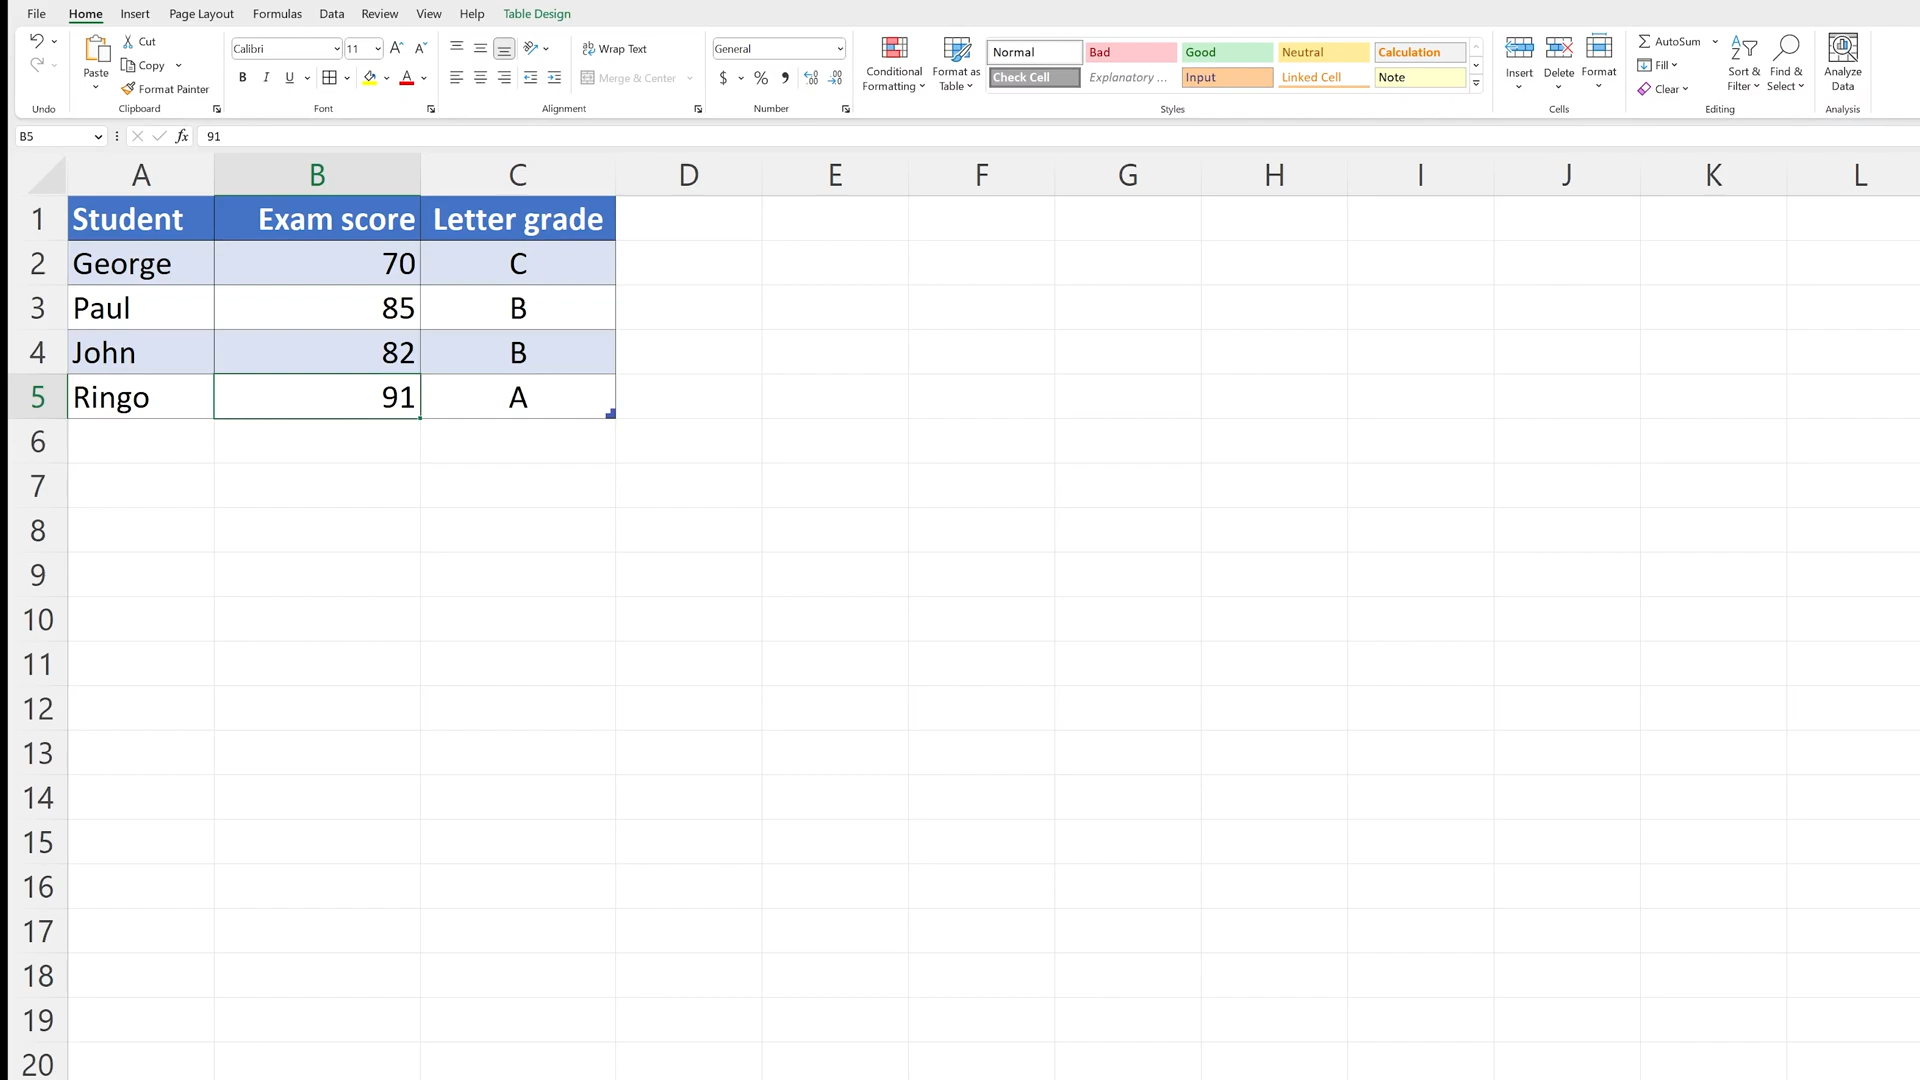 File Home Insert Page Layout Formulas Data Review View Help Table Design
Cut
Copy
Format Painter
Paste
Undo
Clipboard
Calibri 11
B I U
Font
Wrap Text
Merge & Center
Alignment
General
$ % ,
Number
Conditional Formatting
Format as Table
Normal Bad Good Neutral Calculation
Check Cell Explanatory ... Input Linked Cell Note
Styles
Insert Delete Format
Cells
AutoSum
Fill
Clear
Sort & Filter
Find & Select
Editing
Analyze Data
Analysis
B5 fx 91
A B C D E F G H I J K L
1 Student Exam score Letter grade
2 George 70 C
3 Paul 85 B
4 John 82 B
5 Ringo 91 A
6
7
8
9
10
11
12
13
14
15
16
17
18
19
20